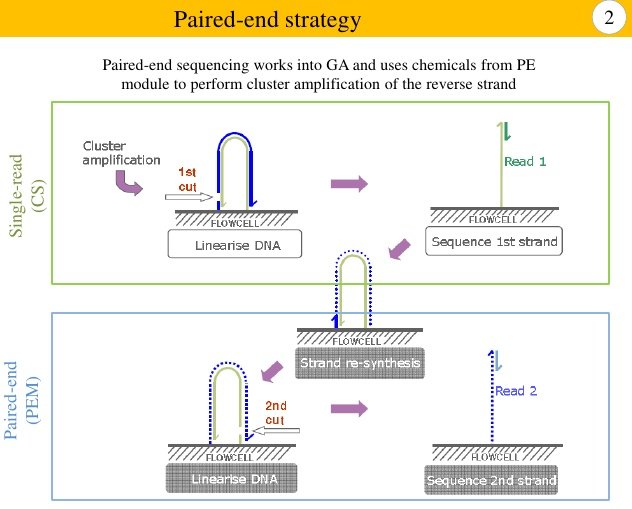 Paired-end strategy
2
Paired-end sequencing works into GA and uses chemicals from PE
module to perform cluster amplification of the reverse strand
Single-read
(CS)
Cluster
amplification
1st
cut
FLOWCELL
Linearise DNA
Read 1
FLOWCELL
Sequence 1st strand
FLOWCELL
Strand re-synthesis
Paired-end
(PEM)
2nd
cut
FLOWCELL
Linearise DNA
Read 2
FLOWCELL
Sequence 2nd strand